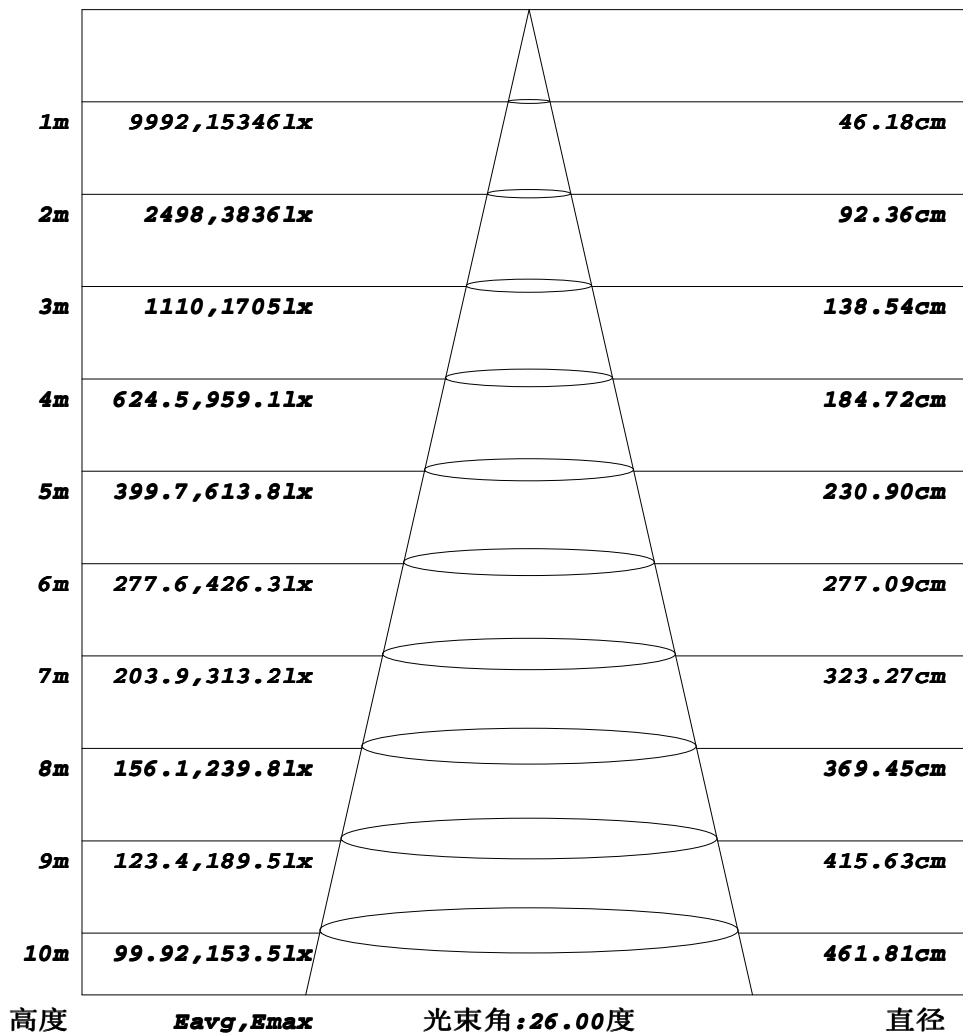 1m 9992,15346lx 46.18cm
2m 2498,3836lx 92.36cm
3m 1110,1705lx 138.54cm
4m 624.5,959.1lx 184.72cm
5m 399.7,613.8lx 230.90cm
6m 277.6,426.3lx 277.09cm
7m 203.9,313.2lx 323.27cm
8m 156.1,239.8lx 369.45cm
9m 123.4,189.5lx 415.63cm
10m 99.92,153.5lx 461.81cm
高度 Eavg,Emax 光束角:26.00度 直径